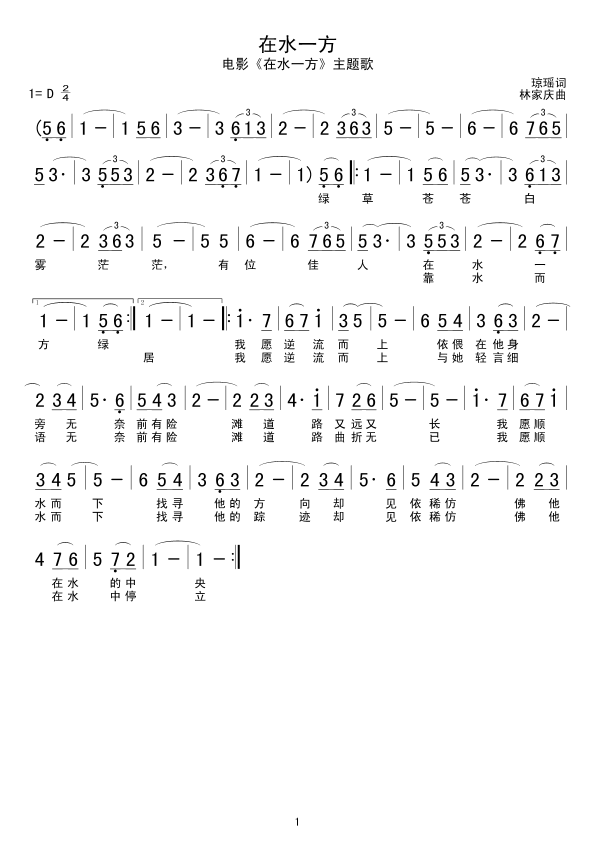 在水一方
电影《在水一方》主题歌
琼瑶词
1= D 2/4 林家庆曲
(5 6 | 1 - | 1 5 6 | 3 - | 3 6 1 3 | 2 - | 2 3 6 3 | 5 - | 5 - | 6 - | 6 7 6 5 |
5 3· | 3 5 5 3 | 2 - | 2 3 6 7 | 1 - | 1 ) 5 6 |: 1 - | 1 5 6 | 5 3· | 3 6 1 3 |
绿 草 苍 苍 白
2 - | 2 3 6 3 | 5 - | 5 5 | 6 - | 6 7 6 5 | 5 3· | 3 5 5 3 | 2 - | 2 6 7 |
雾 茫 茫, 有 位 佳 人 在 水 一
靠 水 而
1 2
1 - | 1 5 6 :| 1 - | 1 - |: 1· 7 | 6 7 1 | 3 5 | 5 - | 6 5 4 | 3 6 3 | 2 -
方 绿 我 愿 逆 流 而 上 依 偎 在 他 身
居 我 愿 逆 流 而 上 与 她 轻 言 细
2 3 4 | 5· 6 | 5 4 3 | 2 - | 2 2 3 | 4· 1 | 7 2 6 | 5 - | 5 - | 1· 7 | 6 7 1 |
旁 无 奈 前 有 险 滩 道 路 又 远 又 长 我 愿 顺
语 无 奈 前 有 险 滩 道 路 曲 折 无 已 我 愿 顺
3 4 5 | 5 - | 6 5 4 | 3 6 3 | 2 3 4 | 5· 6 | 5 4 3 | 2 - | 2 2 3 |
水 而 下 找 寻 他 的 方 向 却 见 依 稀 仿 佛 他
水 而 下 找 寻 他 的 踪 迹 却 见 依 稀 仿 佛 他
4 7 6 | 5 7 2 | 1 - | 1 - :|
在 水 的 中 央
在 水 中 停 立
1